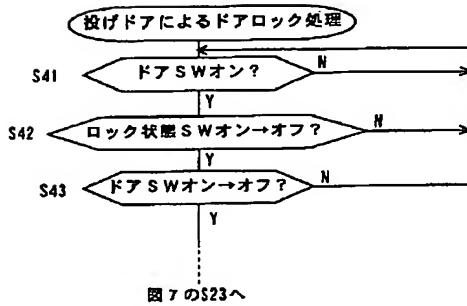 投げドアによるドアロック処理
S41 ドアSWオン? N
Y
S42 ロック状態SWオン→オフ? N
Y
S43 ドアSWオン→オフ? N
Y
図7のS23へ